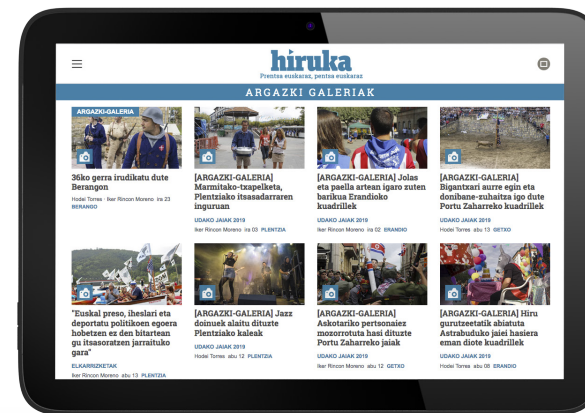 hiruka
Prentsa euskaraz, pentsa euskaraz
ARGAZKI GALERIAK
ARGAZKI-GALERIA
36ko gerra irudikatu dute
Berangon
Hodei Torres · Iker Rincon Moreno ira 23
BERANGO
[ARGAZKI-GALERIA]
Marmitako-txapelketa,
Plentziako itsasadarraren
inguruan
UDAKO JAIAK 2019
Iker Rincon Moreno ira 03 PLENTZIA
[ARGAZKI-GALERIA] Jolas
eta paella artean igaro zuten
barikua Erandioko
kuadrillek
UDAKO JAIAK 2019
Iker Rincon Moreno ira 02 ERANDIO
[ARGAZKI-GALERIA]
Bigantxari aurre egin eta
donibane-zuhaitza igo dute
Portu Zaharreko kuadrillek
UDAKO JAIAK 2019
Hodei Torres abu 13 GETXO
"Euskal preso, iheslari eta
deportatu politikoen egoera
hobetzen ez den bitartean
gu itsasoratzen jarraituko
gara"
ELKARRIZKETAK
Iker Rincon Moreno abu 13 PLENTZIA
[ARGAZKI-GALERIA] Jazz
doinuek alaitu dituzte
Plentziako kaleak
UDAKO JAIAK 2019
Hodei Torres abu 12 PLENTZIA
[ARGAZKI-GALERIA]
Askotariko pertsonaiez
mozorrotuta hasi dituzte
Portu Zaharreko jaiak
UDAKO JAIAK 2019
Iker Rincon Moreno abu 12 GETXO
[ARGAZKI-GALERIA] Hiru
gurutzeetatik abiatuta
Astrabuduko jaiei hasiera
eman diote kuadrillek
UDAKO JAIAK 2019
Hodei Torres abu 08 ERANDIO